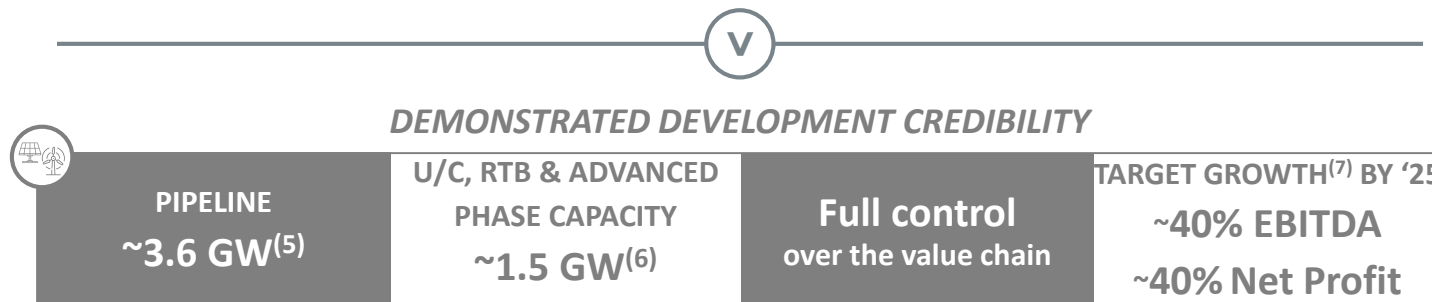 V
DEMONSTRATED DEVELOPMENT CREDIBILITY
PIPELINE
~3.6 GW(5)
U/C, RTB & ADVANCED
PHASE CAPACITY
~1.5 GW(6)
Full control
over the value chain
TARGET GROWTH(7) BY ‘25
~40% EBITDA
~40% Net Profit